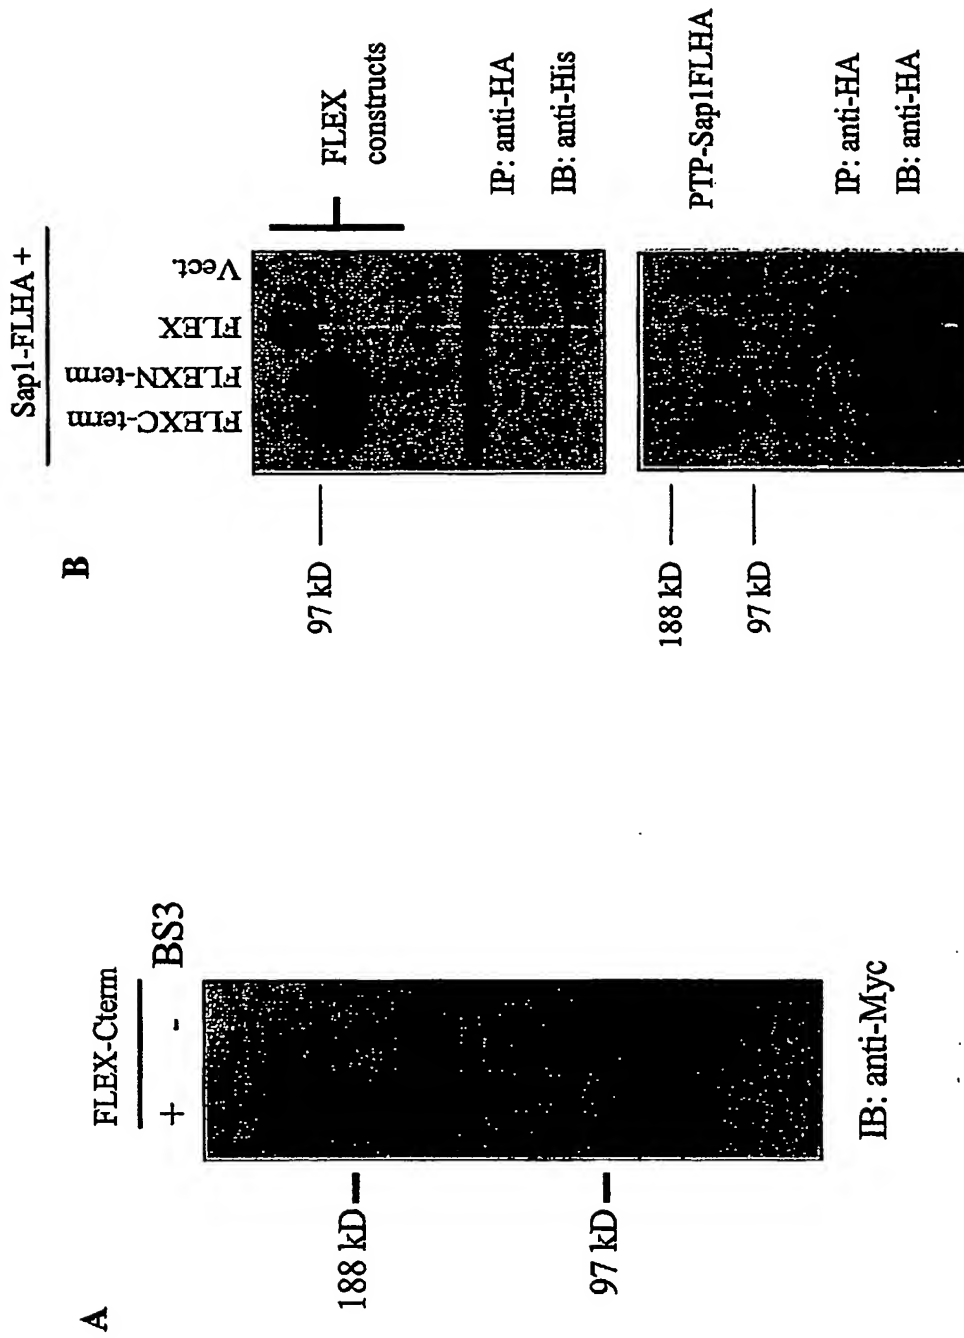 A
FLEX-Cterm
+ - BS3
188 kD
97 kD
IB: anti-Myc
B
Sap1-FLHA +
FLEXC-term
FLEXN-term
FLEX
Vect.
97 kD
FLEX
constructs
IP: anti-HA
IB: anti-His
188 kD
97 kD
PTP-Sap1FLHA
IP: anti-HA
IB: anti-HA